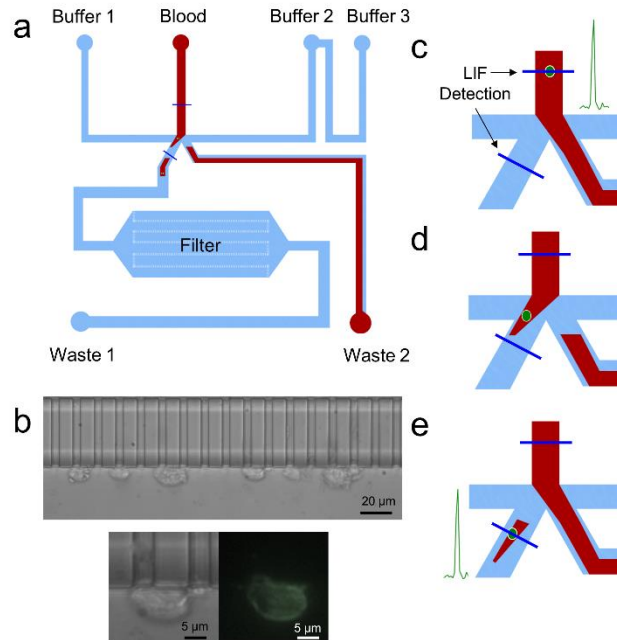 a
Buffer 1
Blood
Buffer 2
Buffer 3
Filter
Waste 1
Waste 2
b
20 µm
5 µm
5 µm
c
LIF
Detection
d
e